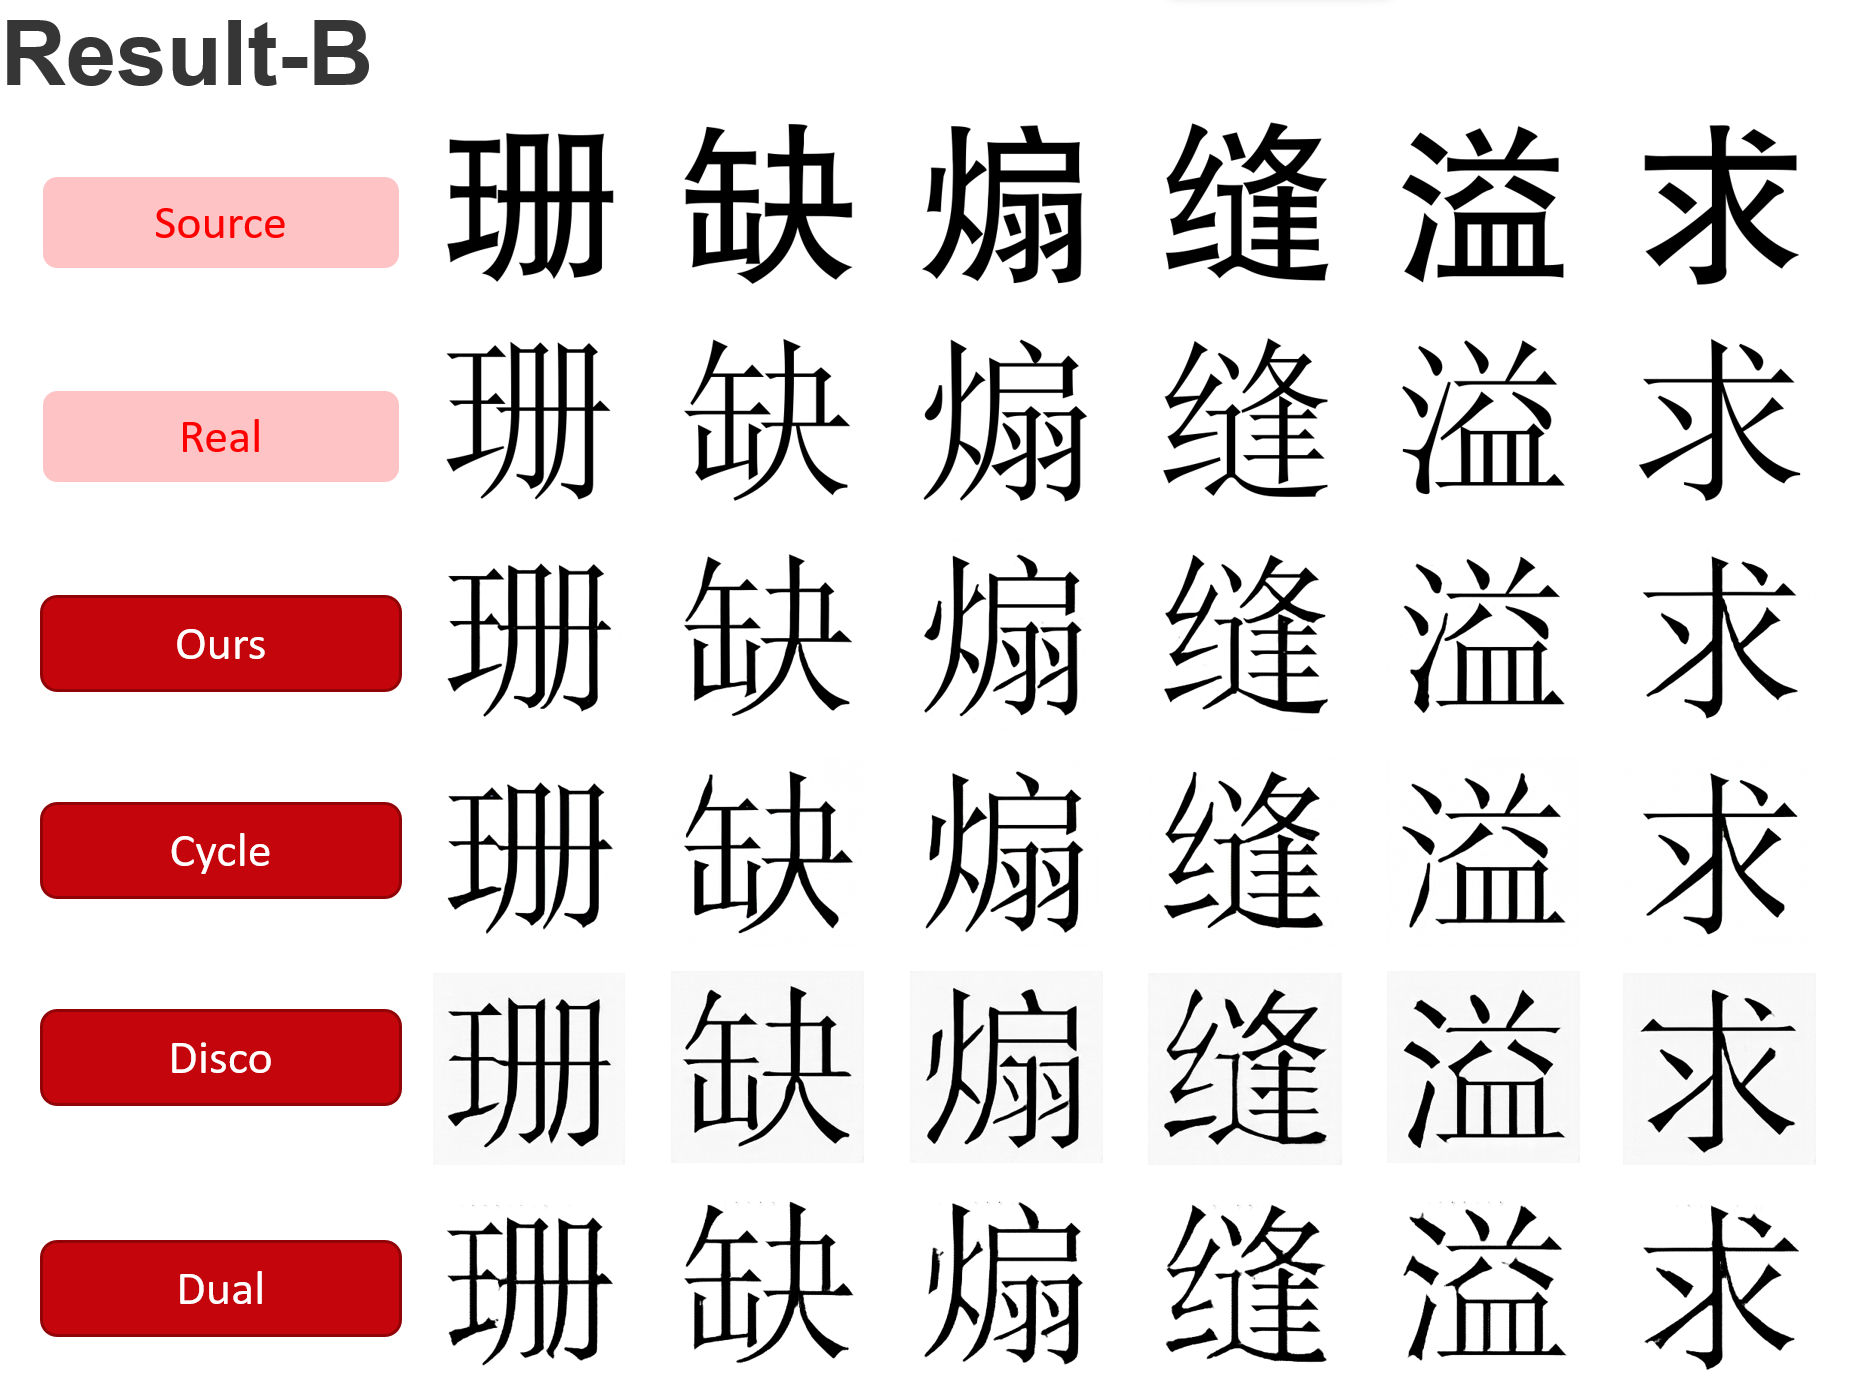 Result-B
Source 珊 缺 煽 缝 溢 求
Real 珊 缺 煽 缝 溢 求
Ours 珊 缺 煽 缝 溢 求
Cycle 珊 缺 煽 缝 溢 求
Disco 珊 缺 煽 缝 溢 求
Dual 珊 缺 煽 缝 溢 求